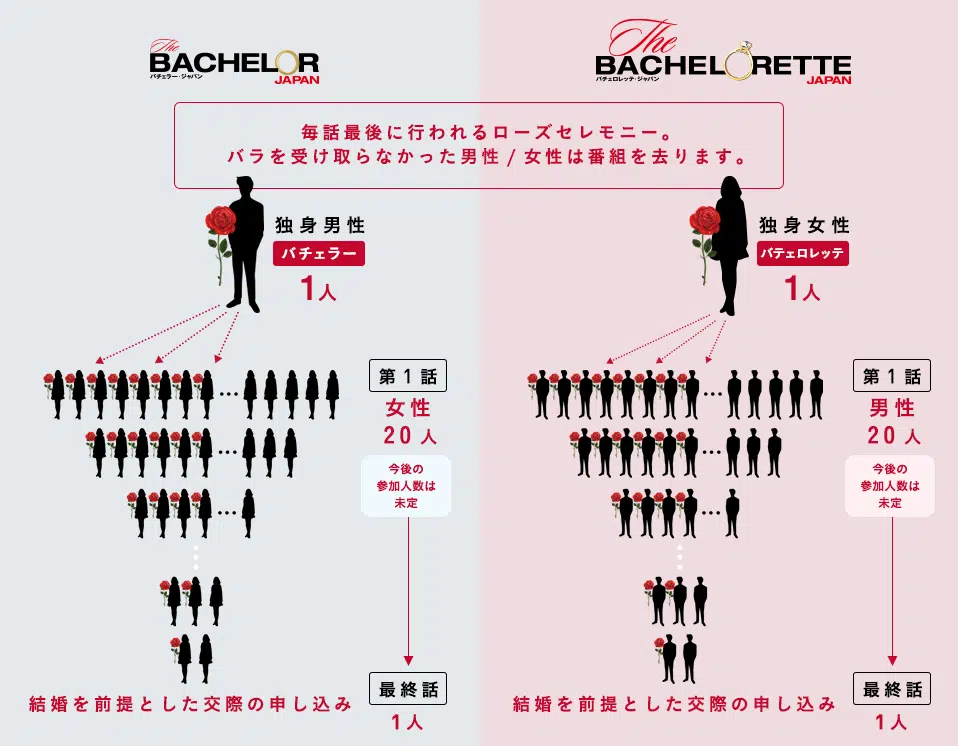 The
BACHELOR
バチェラー・ジャパン
JAPAN
The
BACHELORETTE
バチェロレッテ・ジャパン
JAPAN
毎話最後に行われるローズセレモニー。
バラを受け取らなかった男性 / 女性は番組を去ります。
独身男性
バチェラー
1人
独身女性
バテェロレッテ
1人
第1話
女性
20人
今後の
参加人数は
未定
…
…
…
第1話
男性
20人
今後の
参加人数は
未定
…
…
…
結婚を前提とした交際の申し込み
最終話
1人
結婚を前提とした交際の申し込み
最終話
1人